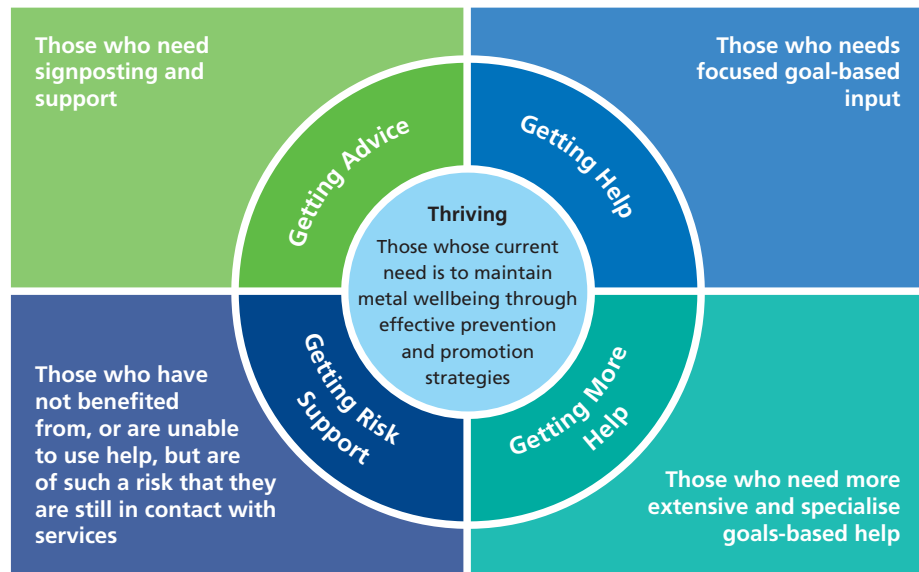 Those who need
signposting and
support
Getting Advice
Those who needs
focused goal-based
input
Getting Help
Thriving
Those whose current
need is to maintain
metal wellbeing through
effective prevention
and promotion
strategies
Those who have
not benefited
from, or are unable
to use help, but are
of such a risk that they
are still in contact with
services
Getting Risk
Support
Getting More
Help
Those who need more
extensive and specialise
goals-based help